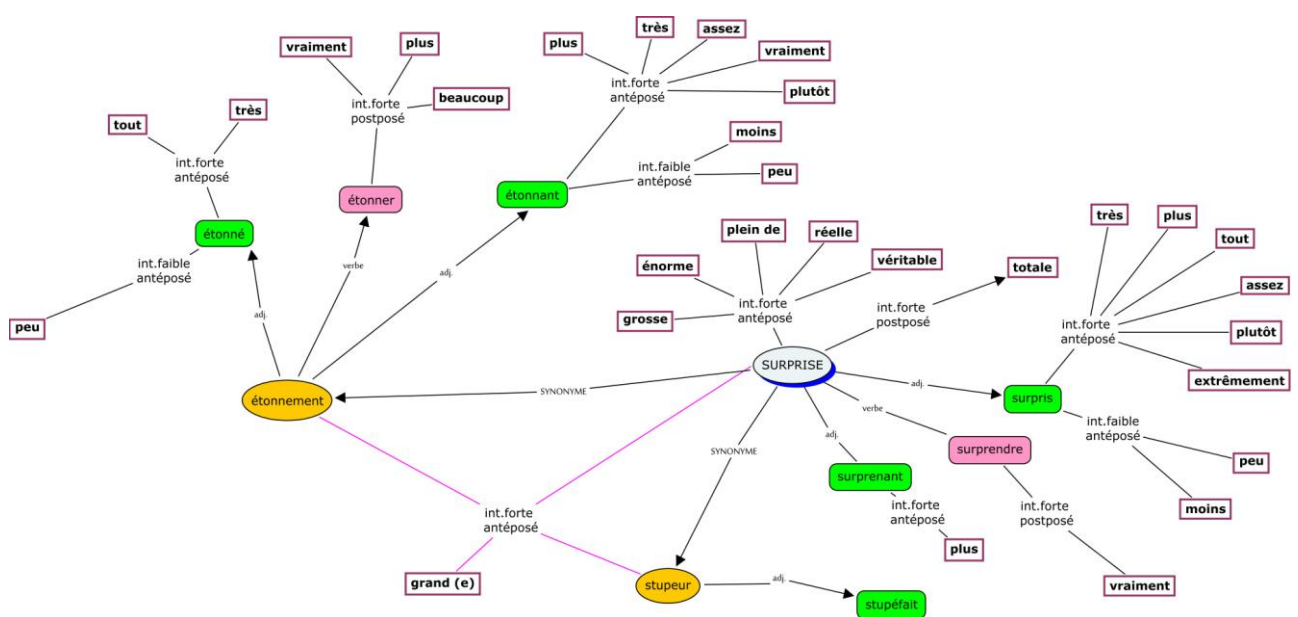 vraiment
plus
beaucoup
int.forte
postposé
étonner
tout
très
int.forte
antéposé
étonné
int.faible
antéposé
peu
plus
très
assez
vraiment
plutôt
int.forte
antéposé
étonnant
moins
int.faible
antéposé
peu
adj.
verbe
adj.
étonnement
SYNONYME
plein de
réelle
énorme
véritable
grosse
int.forte
antéposé
totale
int.forte
postposé
SURPRISE
très
plus
tout
assez
plutôt
extrêmement
int.forte
antéposé
adj.
surpris
int.faible
antéposé
peu
moins
verbe
surprendre
int.forte
postposé
vraiment
adj.
surprenant
int.forte
antéposé
plus
SYNONYME
int.forte
antéposé
grand (e)
stupeur
adj.
stupéfait